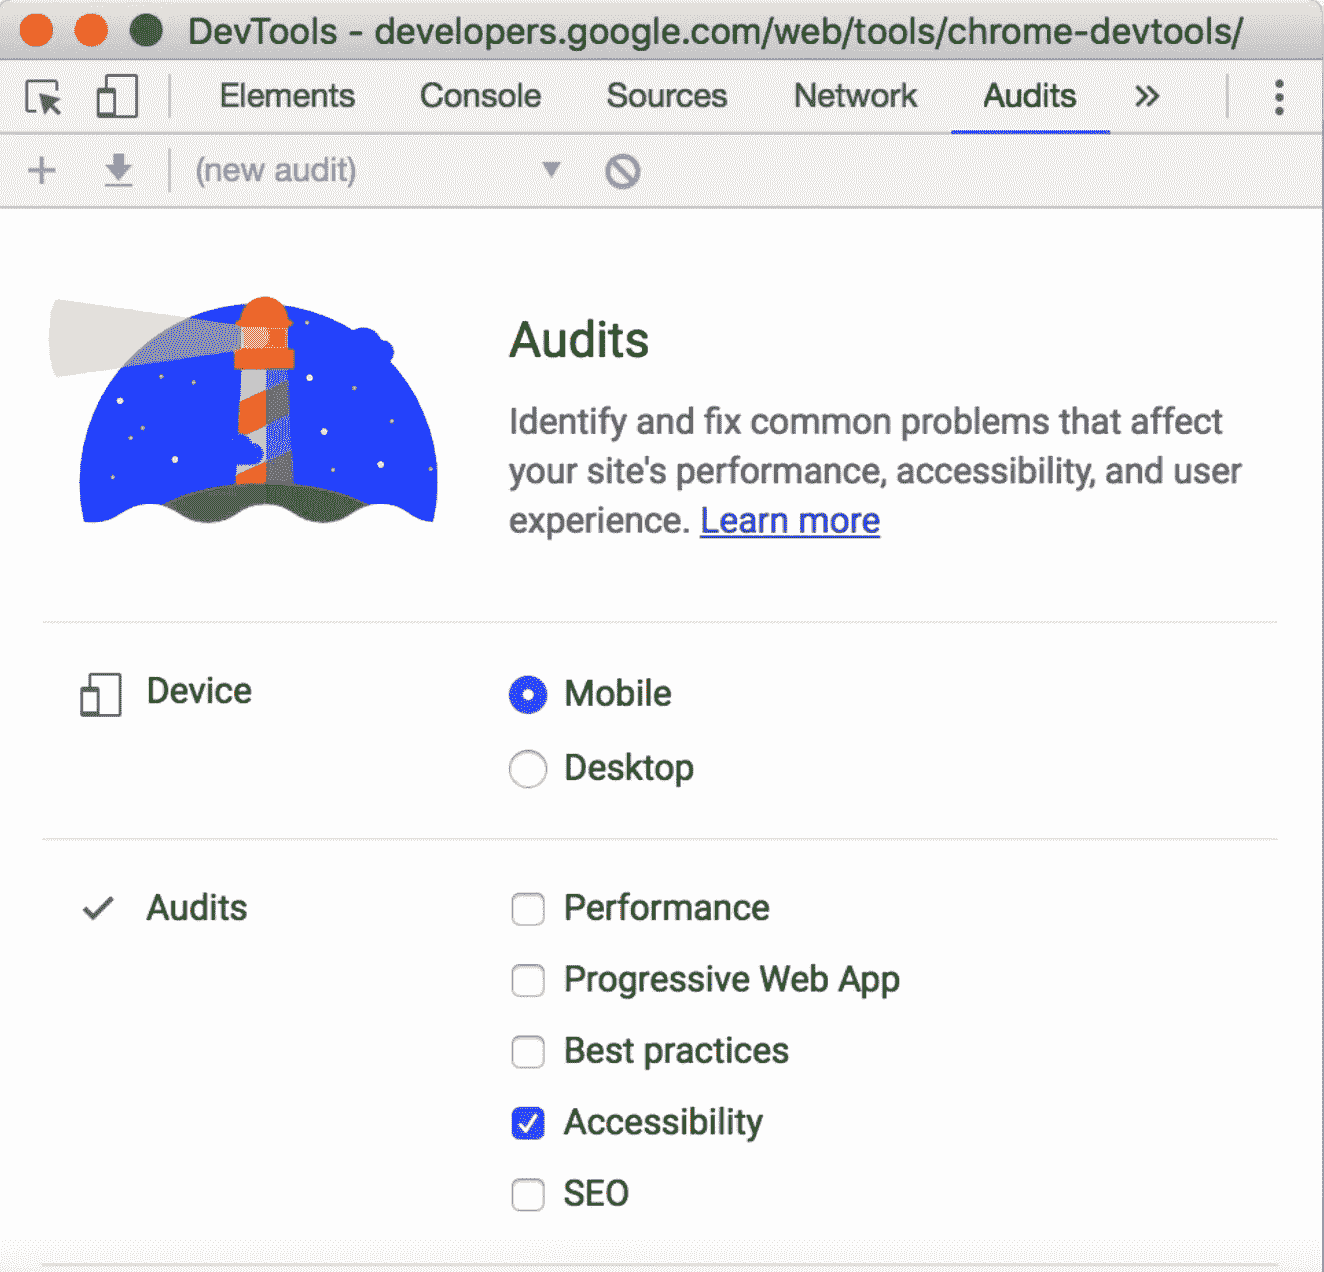 DevTools - developers.google.com/web/tools/chrome-devtools/
Elements Console Sources Network Audits »
(new audit)
Audits
Identify and fix common problems that affect
your site's performance, accessibility, and user
experience. Learn more
Device
Mobile
Desktop
Audits
Performance
Progressive Web App
Best practices
Accessibility
SEO